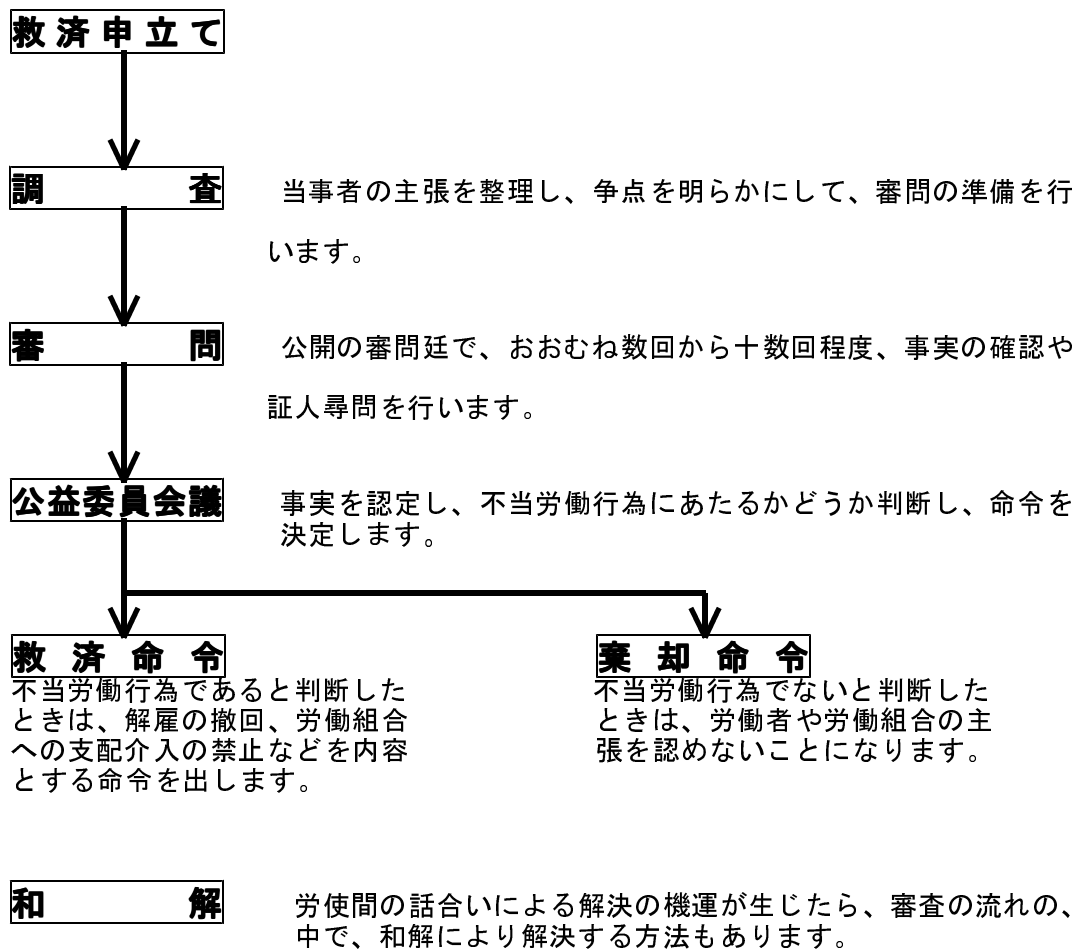 救済申立て
調査
当事者の主張を整理し、争点を明らかにして、審問の準備を行
います。
審問
公開の審問廷で、おおむね数回から十数回程度、事実の確認や
証人尋問を行います。
公益委員会議
事実を認定し、不当労働行為にあたるかどうか判断し、命令を
決定します。
救済命令
不当労働行為であると判断した
ときは、解雇の撤回、労働組合
への支配介入の禁止などを内容
とする命令を出します。
棄却命令
不当労働行為でないと判断した
ときは、労働者や労働組合の主
張を認めないことになります。
和解
労使間の話合いによる解決の機運が生じたら、審査の流れの、
中で、和解により解決する方法もあります。